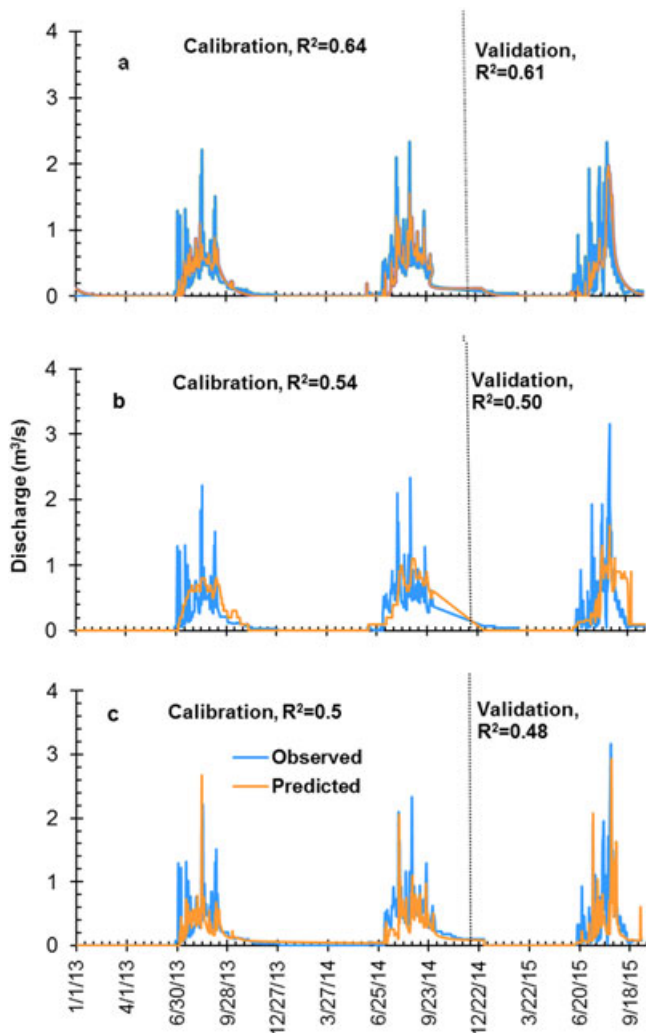 4
Calibration, R²=0.64
Validation,
R²=0.61
a
3
2
1
0
4
Calibration, R²=0.54
Validation,
R²=0.50
b
3
2
1
0
Discharge (m³/s)
4
c
Calibration, R²=0.5
Validation,
R²=0.48
3
Observed
Predicted
2
1
0
1/1/13
4/1/13
6/30/13
9/28/13
12/27/13
3/27/14
6/25/14
9/23/14
12/22/14
3/22/15
6/20/15
9/18/15